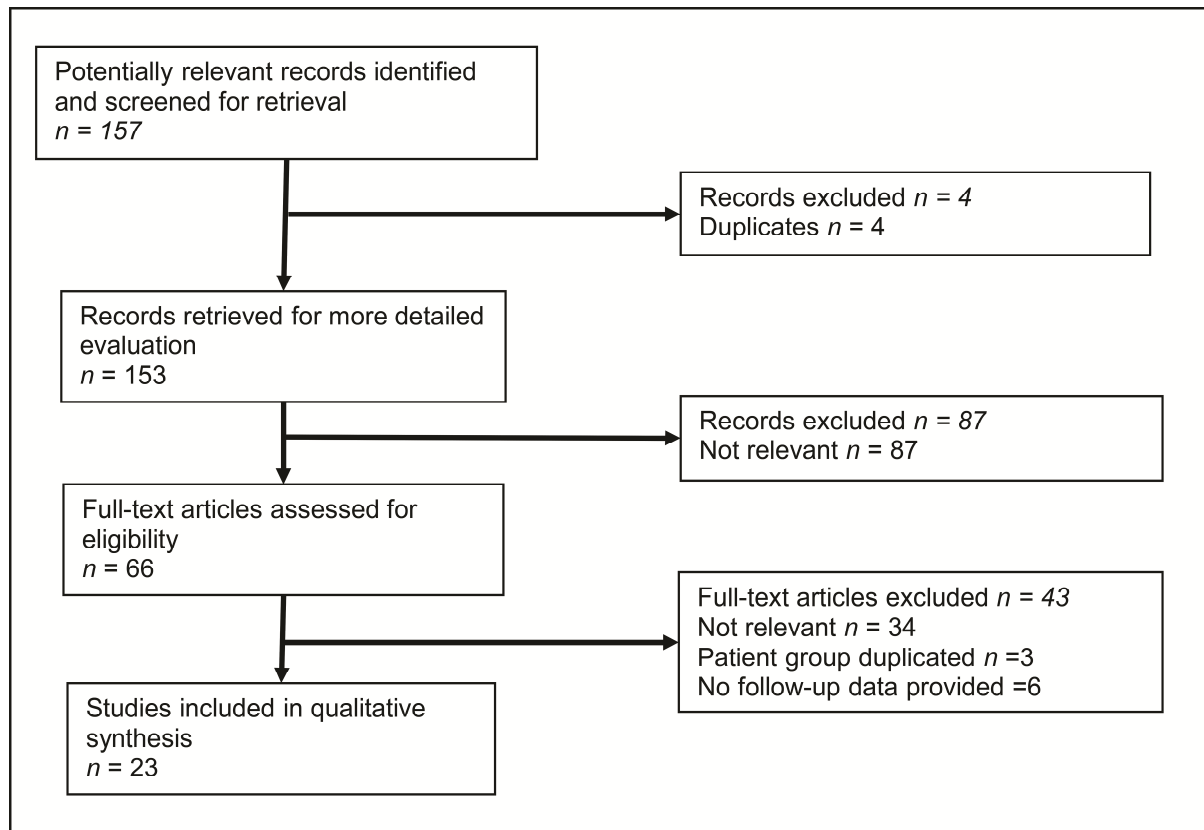 Potentially relevant records identified
and screened for retrieval
n = 157
Records excluded n = 4
Duplicates n = 4
Records retrieved for more detailed
evaluation
n = 153
Records excluded n = 87
Not relevant n = 87
Full-text articles assessed for
eligibility
n = 66
Full-text articles excluded n = 43
Not relevant n = 34
Patient group duplicated n =3
No follow-up data provided =6
Studies included in qualitative
synthesis
n = 23